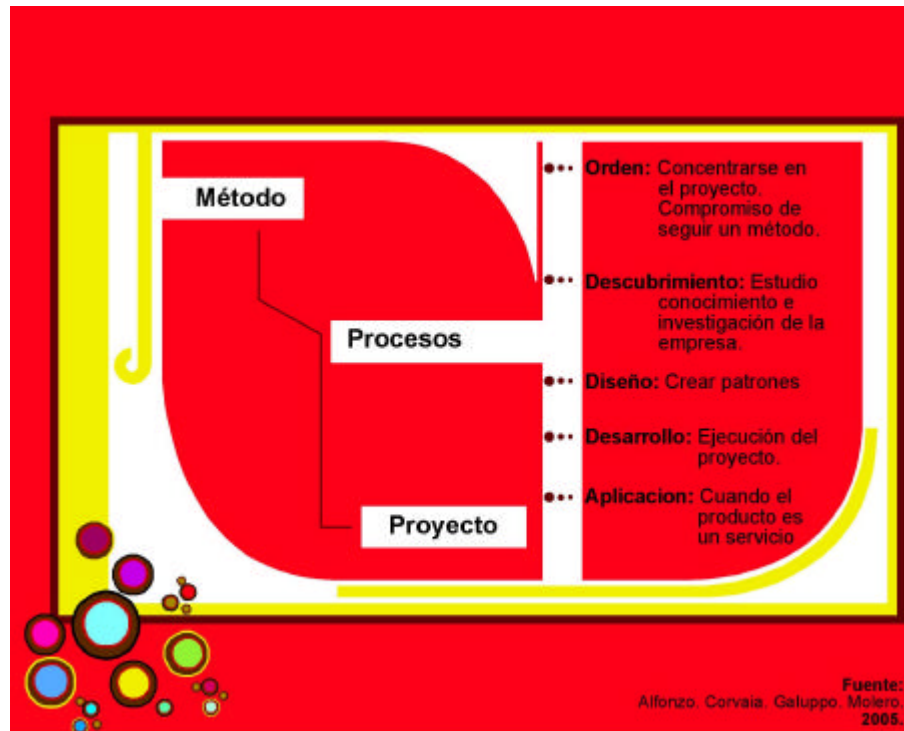 Método
Procesos
Proyecto
Orden: Concentrarse en
el proyecto.
Compromiso de
seguir un método.
Descubrimiento: Estudio
conocimiento e
investigación de la
empresa.
Diseño: Crear patrones
Desarrollo: Ejecución del
proyecto.
Aplicacion: Cuando el
producto es
un servicio
Fuente:
Alfonzo. Corvaia. Galuppo. Molero.
2005.